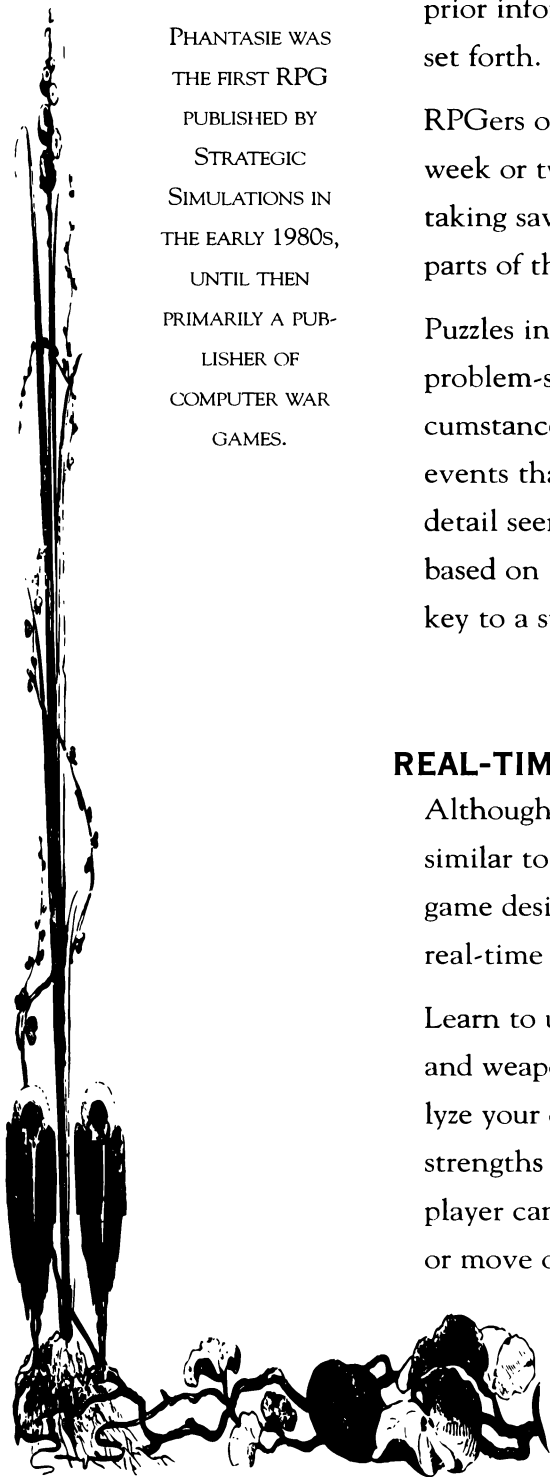 PHANTASIE WAS
THE FIRST RPG
PUBLISHED BY
STRATEGIC
SIMULATIONS IN
THE EARLY 1980S,
UNTIL THEN
PRIMARILY A PUB-
LISHER OF
COMPUTER WAR
GAMES.
prior info
set forth.
RPGers o
week or tw
taking sav
parts of th
Puzzles in
problem-s
cumstanc
events tha
detail see
based on
key to a s
REAL-TIM
Although
similar to
game desi
real-time
Learn to u
and weap
lyze your
strengths
player car
or move o